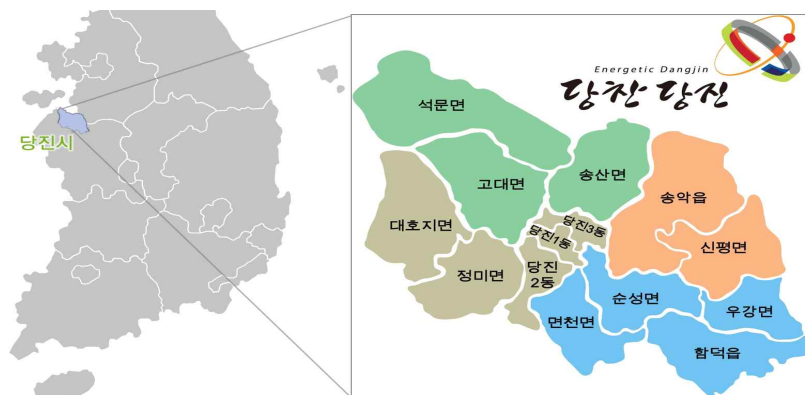 당진시
Energetic Dangjin
당찬 당진
석문면
고대면
송산면
송악읍
신평면
대호지면
정미면
당진1동
당진3동
당진
2동
면천면
순성면
우강면
합덕읍